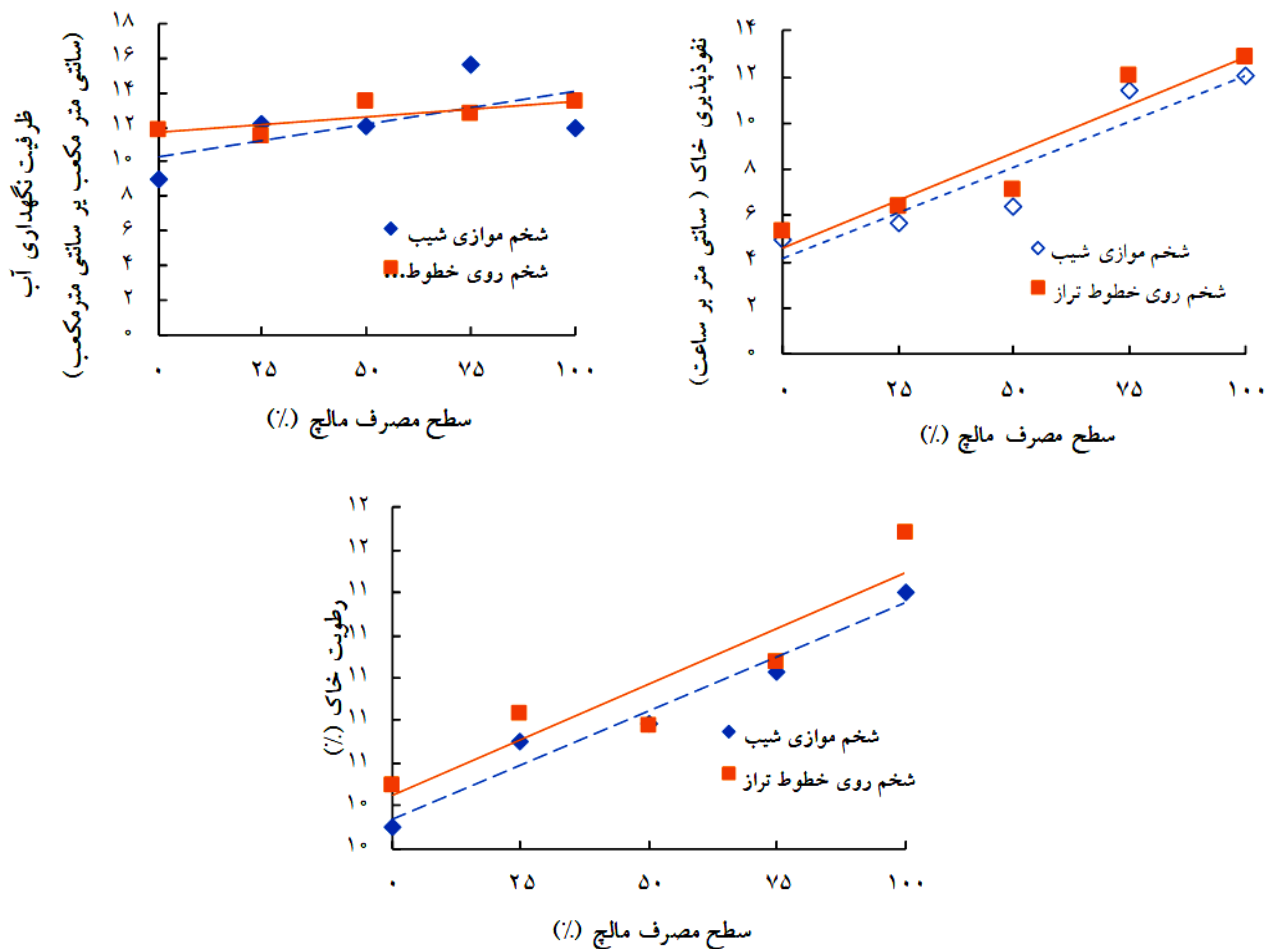 ظرفیت نگهداری آب
(سانتی متر مکعب بر سانتی مترمکعب)
۱۸
۱۶
۱۴
۱۲
۱۰
۸
۶
۴
۲
۰
شخم موازی شیب
شخم روی خطوط...
۰ ۲۵ ۵۰ ۷۵ ۱۰۰
سطح مصرف مالچ (٪)
نفوذپذیری خاک (سانتی متر بر ساعت)
۱۴
۱۲
۱۰
۸
۶
۴
۲
۰
شخم موازی شیب
شخم روی خطوط تراز
۰ ۲۵ ۵۰ ۷۵ ۱۰۰
سطح مصرف مالچ (٪)
رطوبت خاک (٪)
۱۲
۱۲
۱۱
۱۱
۱۱
۱۱
۱۱
۱۰
۱۰
شخم موازی شیب
شخم روی خطوط تراز
۰ ۲۵ ۵۰ ۷۵ ۱۰۰
سطح مصرف مالچ (٪)